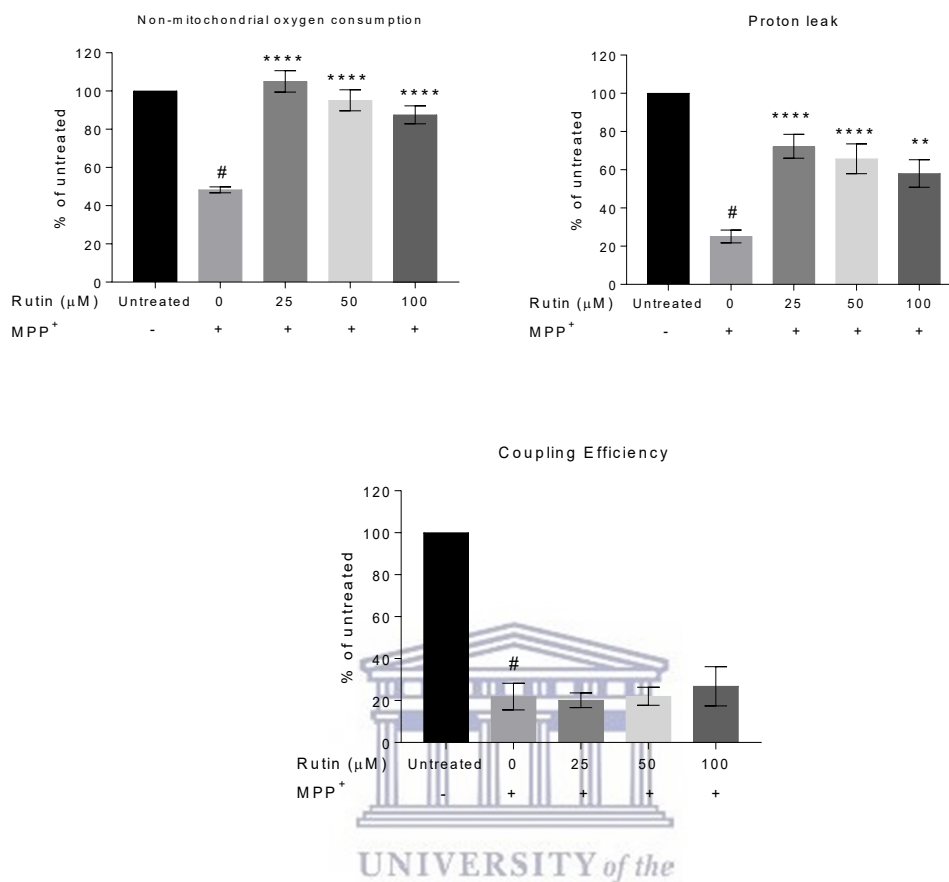 Non-mitochondrial oxygen consumption
% of untreated
120
100
80
60
40
20
0
#
****
****
****
Rutin (μM) Untreated 0 25 50 100
MPP+ - + + + +
Proton leak
% of untreated
120
100
80
60
40
20
0
#
****
****
**
Rutin (μM) Untreated 0 25 50 100
MPP+ - + + + +
Coupling Efficiency
% of untreated
120
100
80
60
40
20
0
#
Rutin (μM) Untreated 0 25 50 100
MPP+ - + + + +
UNIVERSITY of the